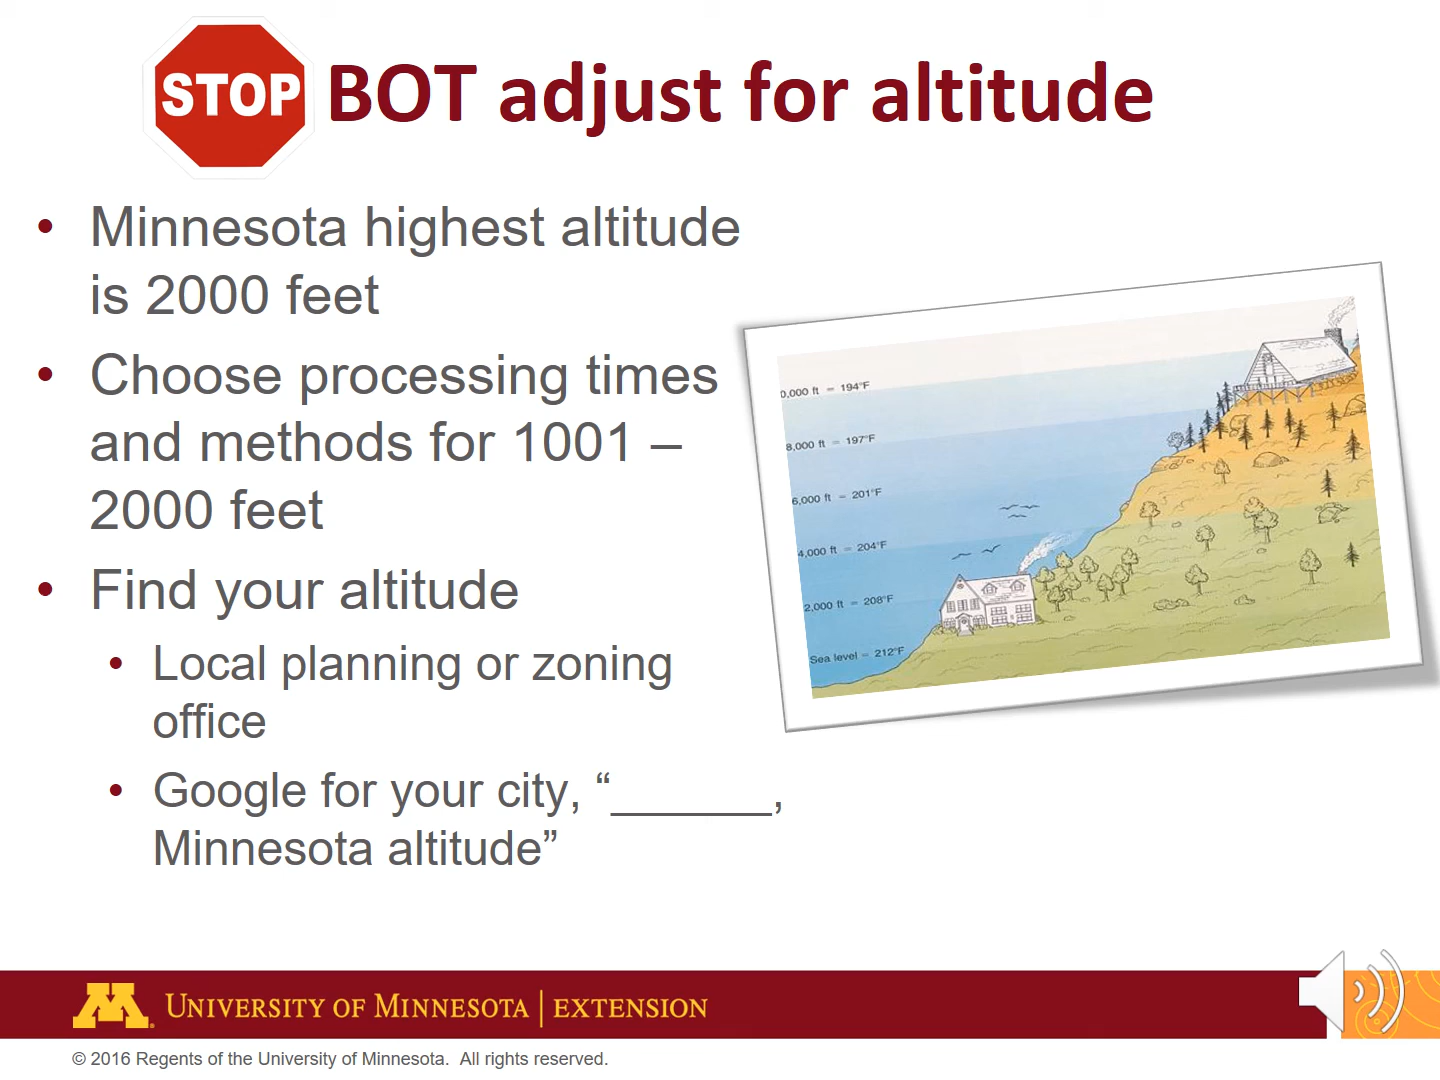 STOP BOT adjust for altitude
• Minnesota highest altitude
is 2000 feet
• Choose processing times
and methods for 1001 –
2000 feet
• Find your altitude
• Local planning or zoning
office
• Google for your city, “______,
Minnesota altitude”
0,000 ft = 194°F
8,000 ft = 197°F
6,000 ft = 201°F
4,000 ft = 204°F
2,000 ft = 208°F
Sea level = 212°F
M UNIVERSITY OF MINNESOTA | EXTENSION
© 2016 Regents of the University of Minnesota. All rights reserved.